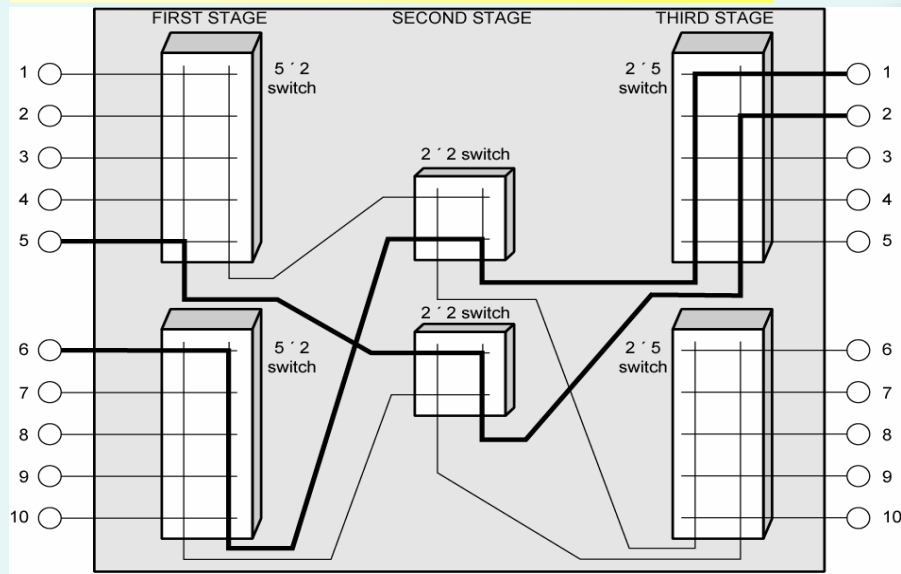 FIRST STAGE SECOND STAGE THIRD STAGE
1 5 ´ 2 2 ´ 5 1
switch switch
2 2
3 2 ´ 2 switch 3
4 4
5 5
2 ´ 2 switch
6 5 ´ 2 2 ´ 5 6
switch switch
7 7
8 8
9 9
10 10